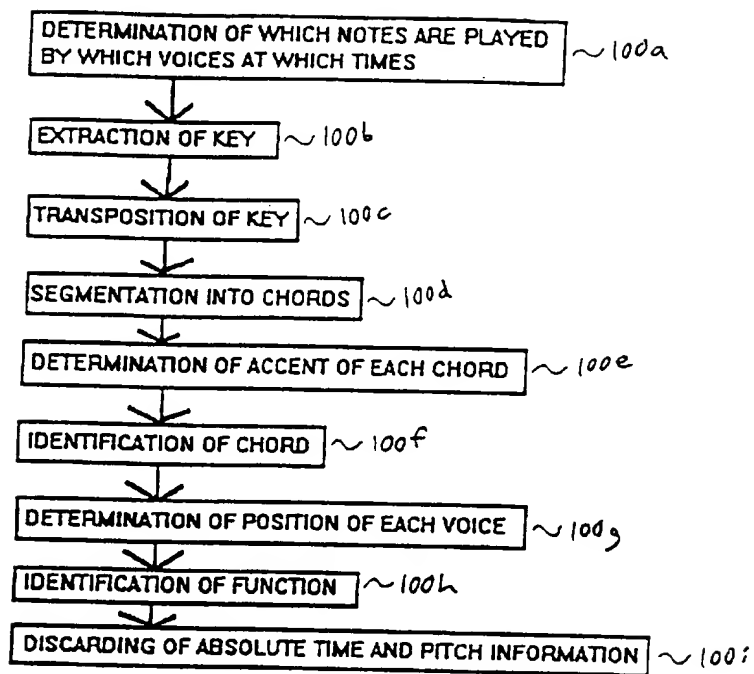 DETERMINATION OF WHICH NOTES ARE PLAYED
BY WHICH VOICES AT WHICH TIMES
~100a
EXTRACTION OF KEY ~100b
TRANSPOSITION OF KEY ~100c
SEGMENTATION INTO CHORDS ~100d
DETERMINATION OF ACCENT OF EACH CHORD ~100e
IDENTIFICATION OF CHORD ~100f
DETERMINATION OF POSITION OF EACH VOICE ~100g
IDENTIFICATION OF FUNCTION ~100h
DISCARDING OF ABSOLUTE TIME AND PITCH INFORMATION ~100i